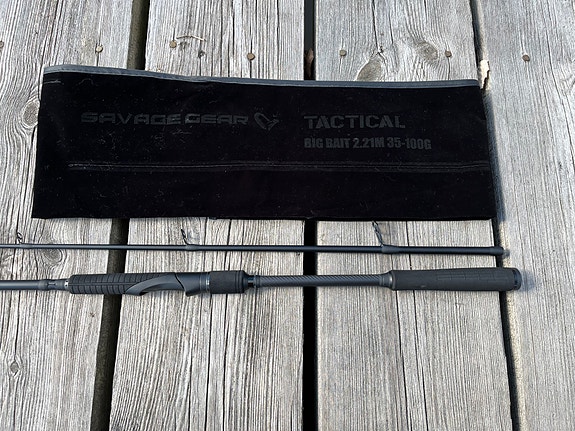 SAVAGE GEAR
TACTICAL
BIG BAIT 2.21M 35-100G